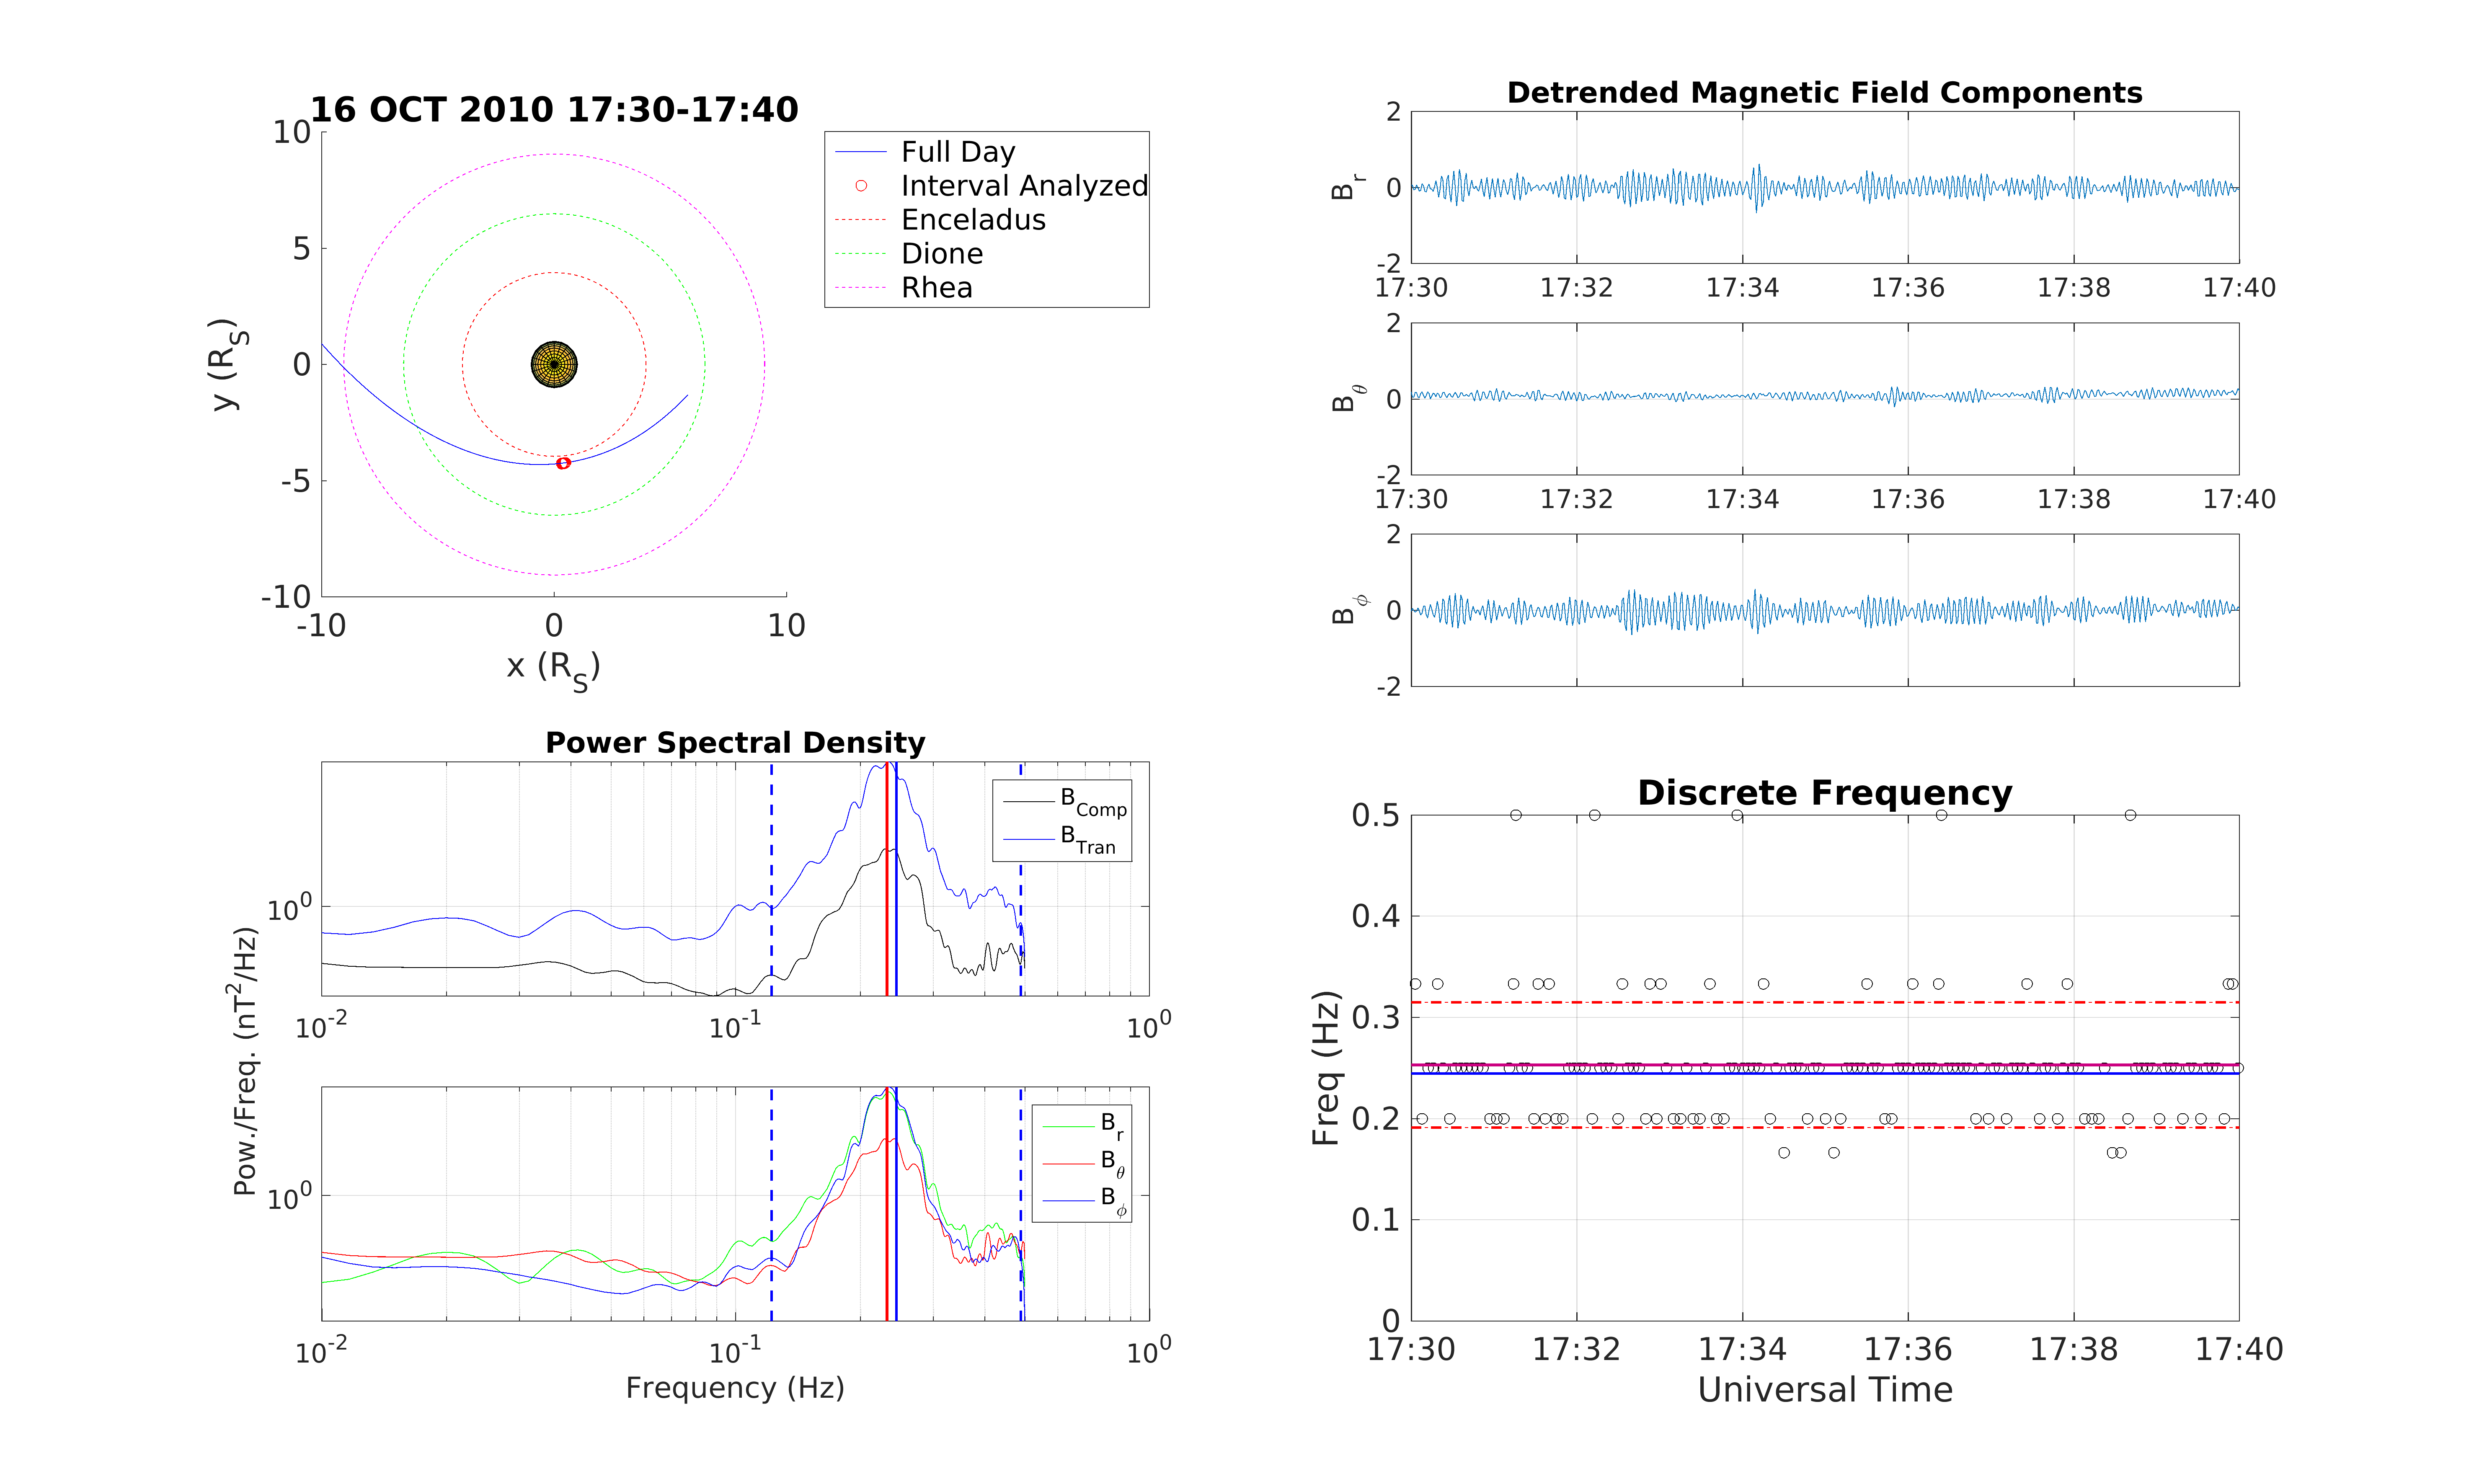 16 OCT 2010 17:30-17:40
10
5
0
-5
-10
-10 0 10
y (R_S)
x (R_S)
Full Day
Interval Analyzed
Enceladus
Dione
Rhea
Detrended Magnetic Field Components
B_r
2
0
-2
17:30 17:32 17:34 17:36 17:38 17:40
B_θ
2
0
-2
17:30 17:32 17:34 17:36 17:38 17:40
B_ϕ
2
0
-2
Power Spectral Density
10^0
B_Comp
B_Tran
10^-2 10^-1 10^0
Pow./Freq. (nT^2/Hz)
10^0
B_r
B_θ
B_ϕ
10^-2 10^-1 10^0
Frequency (Hz)
Discrete Frequency
0.5
0.4
0.3
0.2
0.1
0
Freq (Hz)
17:30 17:32 17:34 17:36 17:38 17:40
Universal Time